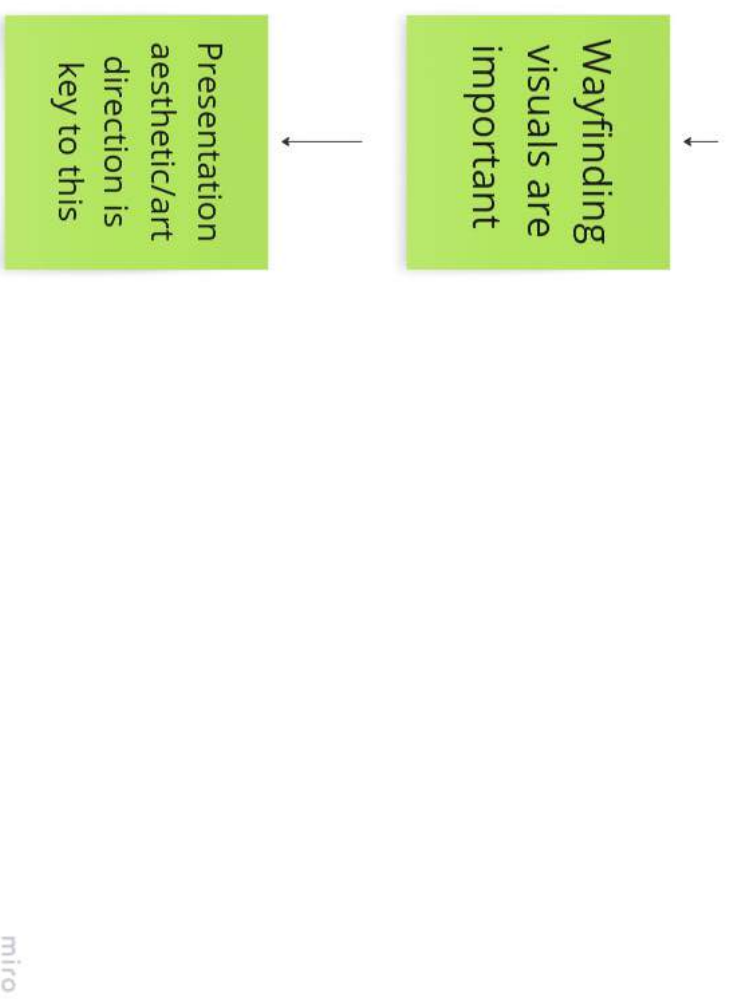 Wayfinding
visuals are
important
Presentation
aesthetic/art
direction is
key to this
miro